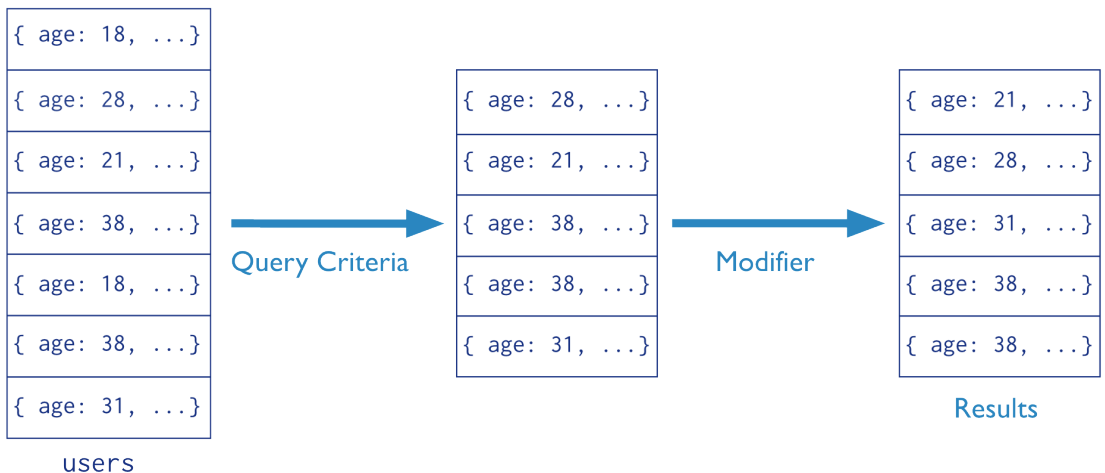 { age: 18, ...}
{ age: 28, ...}
{ age: 21, ...}
{ age: 38, ...}
{ age: 18, ...}
{ age: 38, ...}
{ age: 31, ...}
users
Query Criteria
{ age: 28, ...}
{ age: 21, ...}
{ age: 38, ...}
{ age: 38, ...}
{ age: 31, ...}
Modifier
{ age: 21, ...}
{ age: 28, ...}
{ age: 31, ...}
{ age: 38, ...}
{ age: 38, ...}
Results